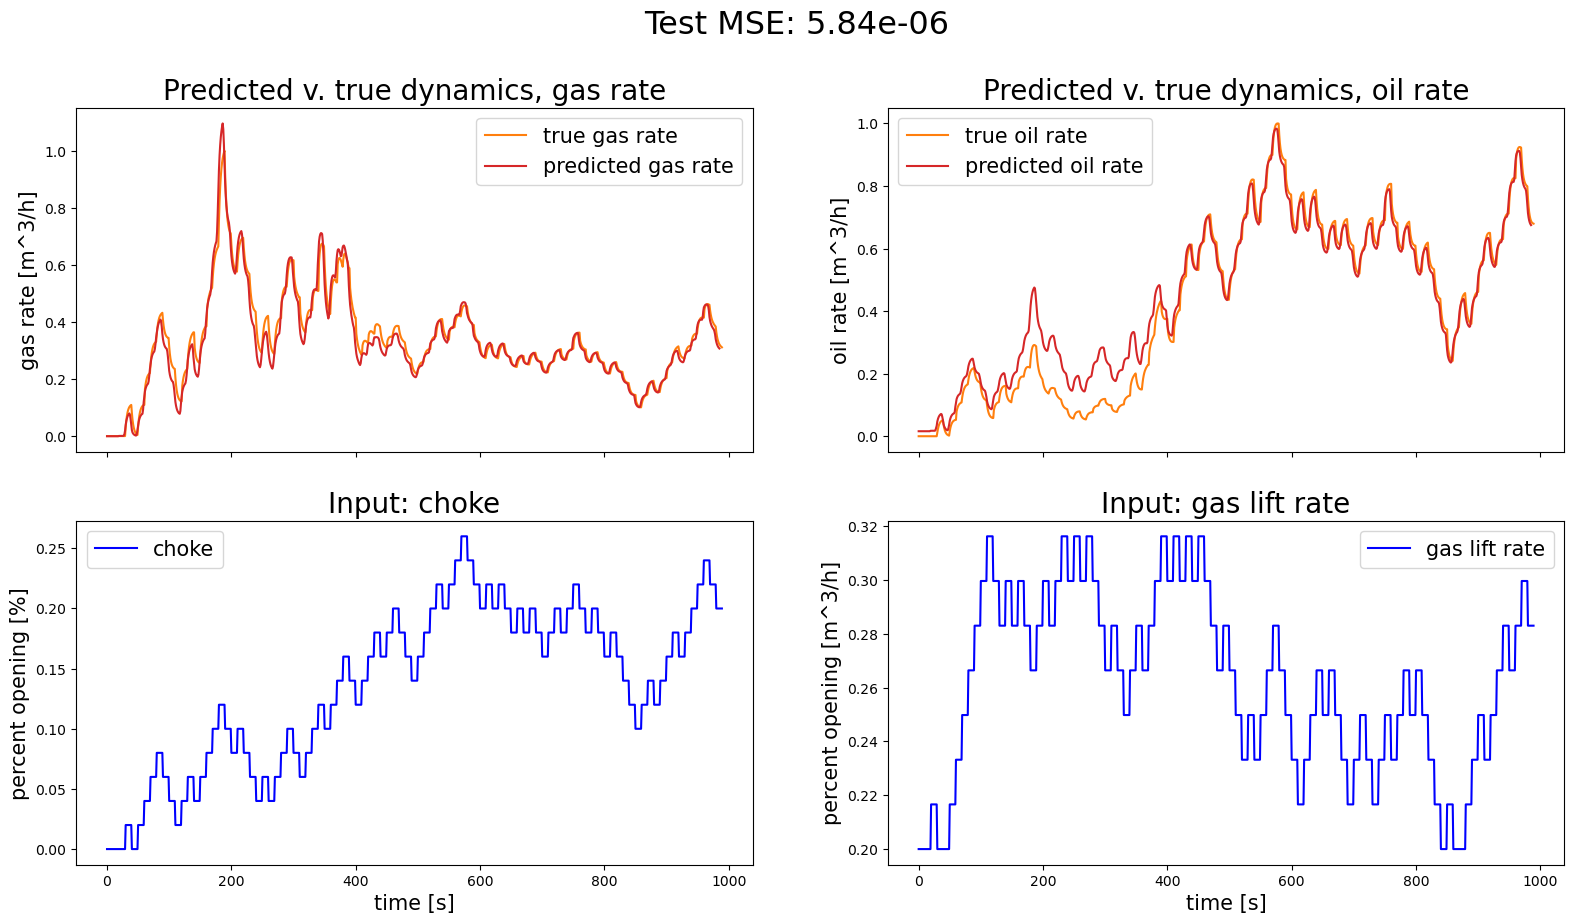 Test MSE: 5.84e-06
Predicted v. true dynamics, gas rate
gas rate [m^3/h]
1.0
0.8
0.6
0.4
0.2
0.0
true gas rate
predicted gas rate
Predicted v. true dynamics, oil rate
oil rate [m^3/h]
1.0
0.8
0.6
0.4
0.2
0.0
true oil rate
predicted oil rate
Input: choke
percent opening [%]
0.25
0.20
0.15
0.10
0.05
0.00
choke
0 200 400 600 800 1000
time [s]
Input: gas lift rate
percent opening [m^3/h]
0.32
0.30
0.28
0.26
0.24
0.22
0.20
gas lift rate
0 200 400 600 800 1000
time [s]